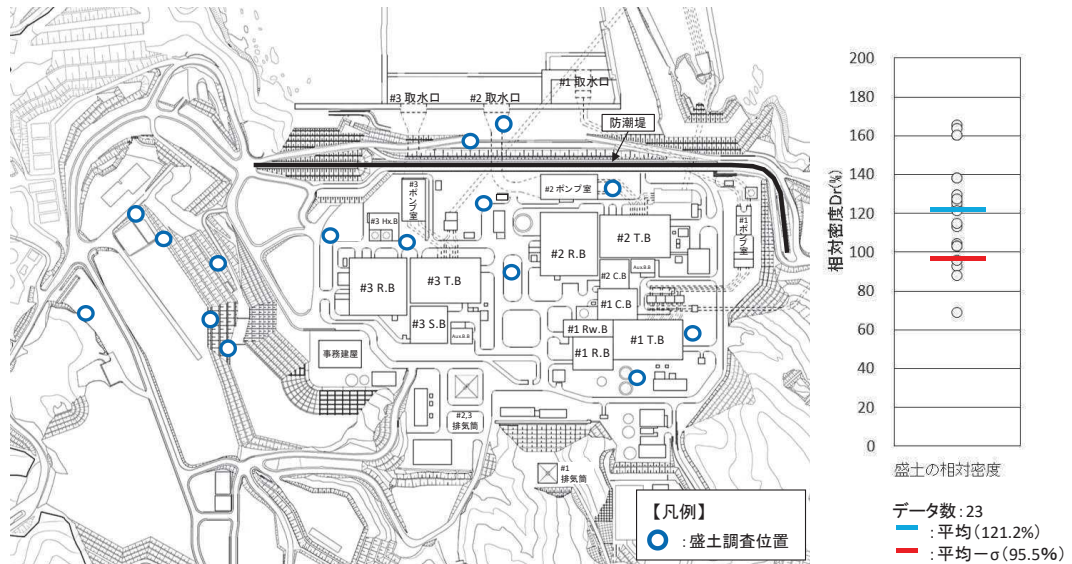 #3 取水口
#2 取水口
#1 取水口
防潮堤
#3
ポンプ室
#2 ポンプ室
#1
ポンプ室
#3 Hx.B
#2 T.B
#2 R.B
#3 T.B
#3 R.B
#2 C.B
Aux.B.B
#1 C.B
#3 S.B
Aux.B.B
#1 Rw.B
#1 T.B
#1 R.B
事務建屋
#2,3
排気筒
#1
排気筒
【凡例】
:盛土調査位置
相対密度Dr(%)
200
180
160
140
120
100
80
60
40
20
0
盛土の相対密度
データ数:23
:平均(121.2%)
:平均-σ(95.5%)